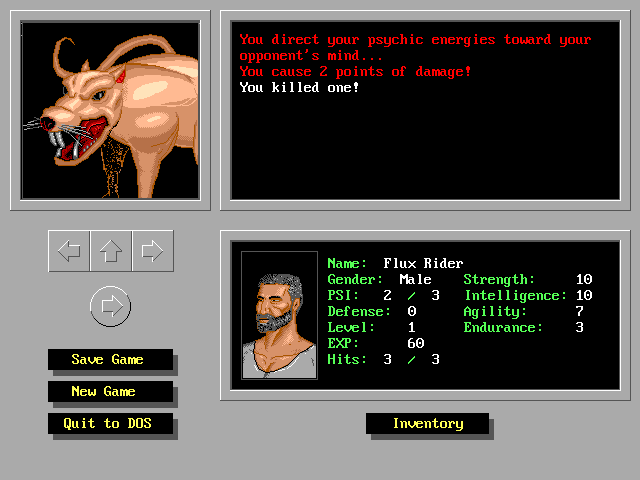 You direct your psychic energies toward your
opponent's mind...
You cause 2 points of damage!
You killed one!
Name: Flux Rider
Gender: Male Strength: 10
PSI: 2 / 3 Intelligence: 10
Defense: 0 Agility: 7
Level: 1 Endurance: 3
EXP: 60
Hits: 3 / 3
Save Game
New Game
Quit to DOS
Inventory